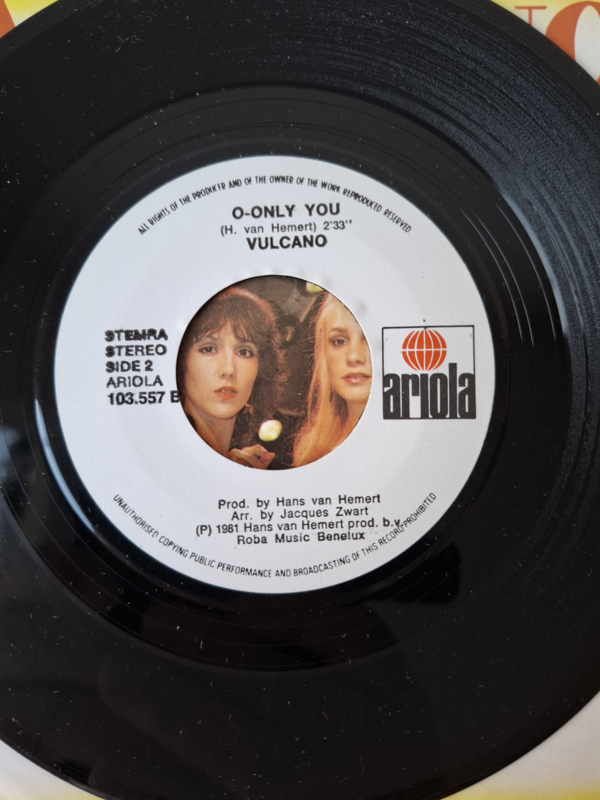 ALL RIGHTS OF THE PRODUCER AND OF THE OWNER OF THE WORK REPRODUCED RESERVED
O-ONLY YOU
(H. van Hemert) 2'33''
VULCANO
STEMRA
STEREO
SIDE 2
ARIOLA
103.557 B
ariola
Prod. by Hans van Hemert
Arr. by Jacques Zwart
(P) 1981 Hans van Hemert prod. b.v.
Roba Music Benelux
UNAUTHORISED COPYING PUBLIC PERFORMANCE AND BROADCASTING OF THIS RECORD PROHIBITED